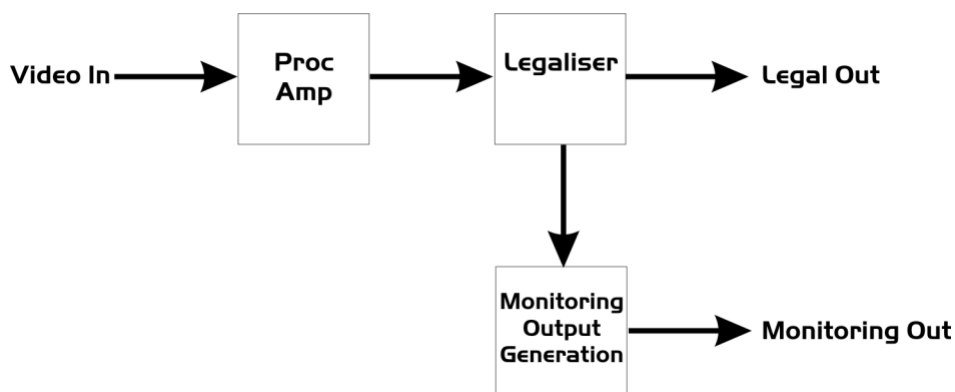 Video In
Proc
Amp
Legaliser
Legal Out
Monitoring
Output
Generation
Monitoring Out